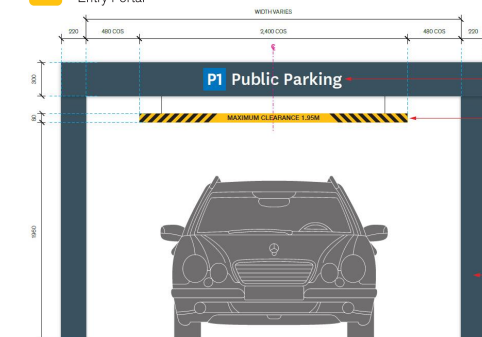 Entry Portal
WIDTH VARIES
220
480 COS
2,400 COS
480 COS
220
300
P1 Public Parking
80
MAXIMUM CLEARANCE 1.95M
1950